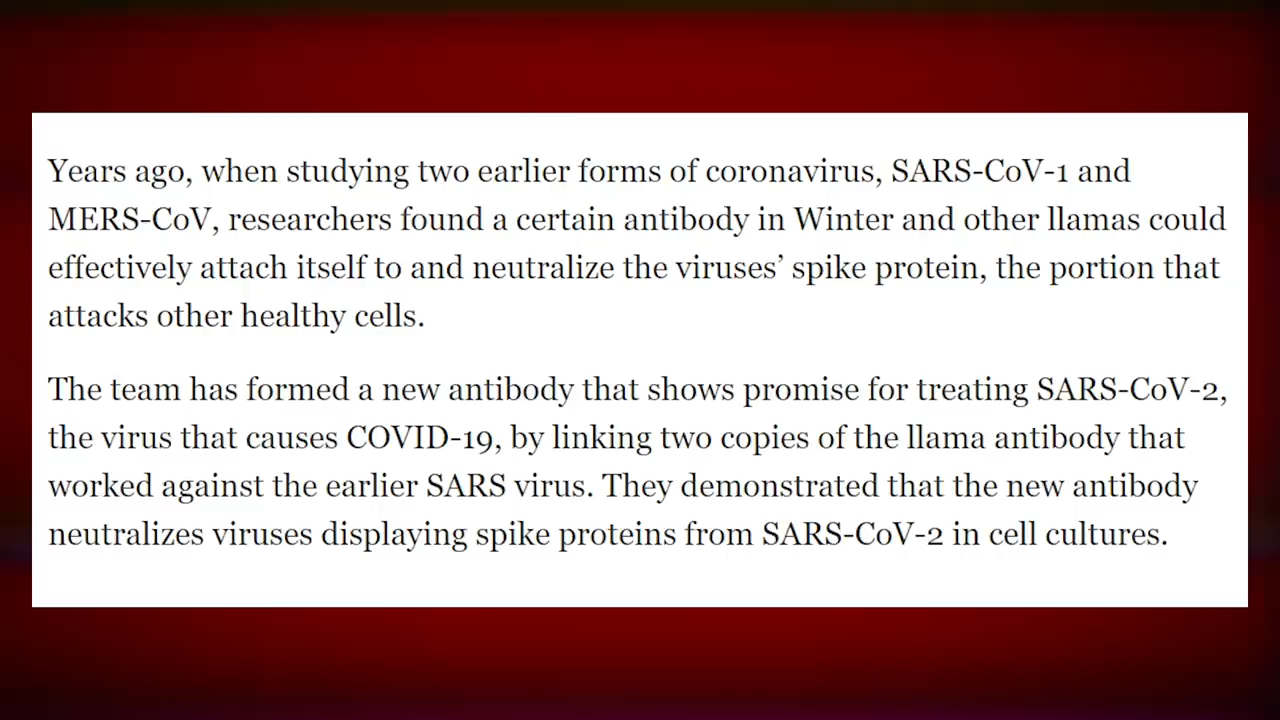 Years ago, when studying two earlier forms of coronavirus, SARS-CoV-1 and
MERS-CoV, researchers found a certain antibody in Winter and other llamas could
effectively attach itself to and neutralize the viruses’ spike protein, the portion that
attacks other healthy cells.
The team has formed a new antibody that shows promise for treating SARS-CoV-2,
the virus that causes COVID-19, by linking two copies of the llama antibody that
worked against the earlier SARS virus. They demonstrated that the new antibody
neutralizes viruses displaying spike proteins from SARS-CoV-2 in cell cultures.